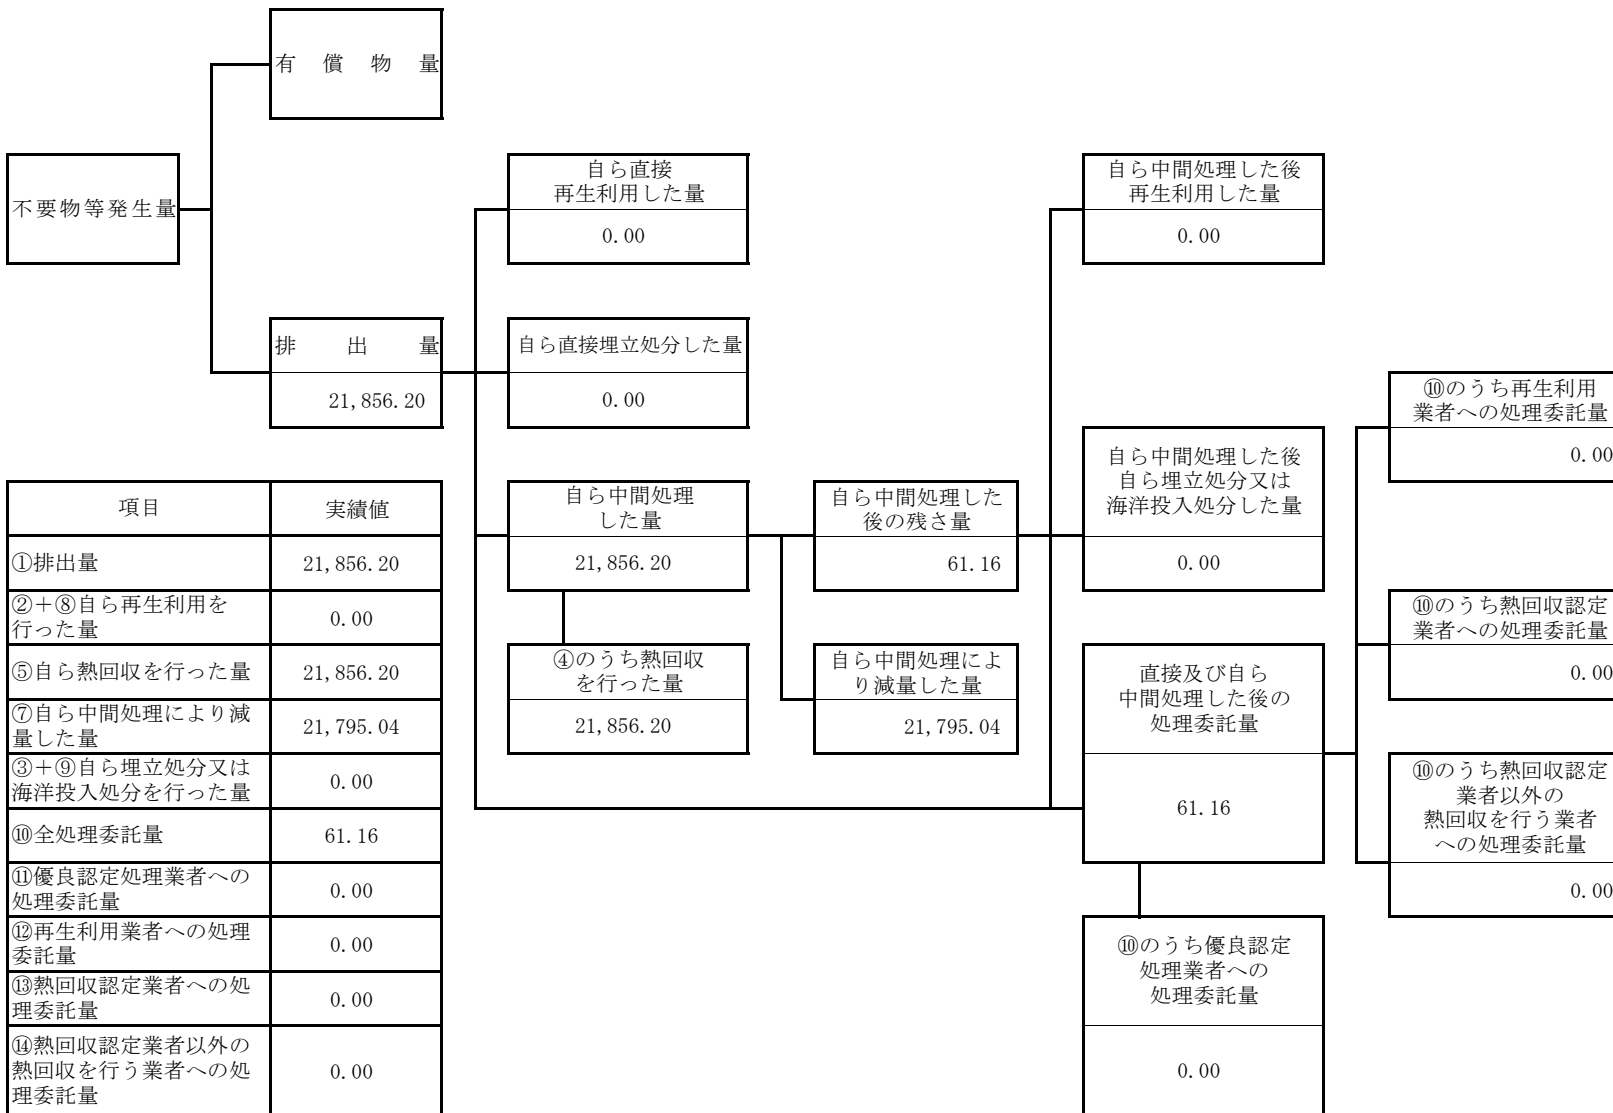 有償物量
不要物等発生量
自ら直接
再生利用した量
0.00
自ら中間処理した後
再生利用した量
0.00
排出量
21,856.20
自ら直接埋立処分した量
0.00
⑩のうち再生利用
業者への処理委託量
0.00
自ら中間処理した後
自ら埋立処分又は
海洋投入処分した量
0.00
自ら中間処理
した量
21,856.20
自ら中間処理した
後の残さ量
61.16
④のうち熱回収
を行った量
21,856.20
自ら中間処理によ
り減量した量
21,795.04
直接及び自ら
中間処理した後の
処理委託量
61.16
⑩のうち熱回収認定
業者への処理委託量
0.00
⑩のうち熱回収認定
業者以外の
熱回収を行う業者
への処理委託量
0.00
⑩のうち優良認定
処理業者への
処理委託量
0.00
項目 実績値
①排出量 21,856.20
②+⑧自ら再生利用を
行った量 0.00
⑤自ら熱回収を行った量 21,856.20
⑦自ら中間処理により減
量した量 21,795.04
③+⑨自ら埋立処分又は
海洋投入処分を行った量 0.00
⑩全処理委託量 61.16
⑪優良認定処理業者への
処理委託量 0.00
⑫再生利用業者への処理
委託量 0.00
⑬熱回収認定業者への処
理委託量 0.00
⑭熱回収認定業者以外の
熱回収を行う業者への処
理委託量 0.00